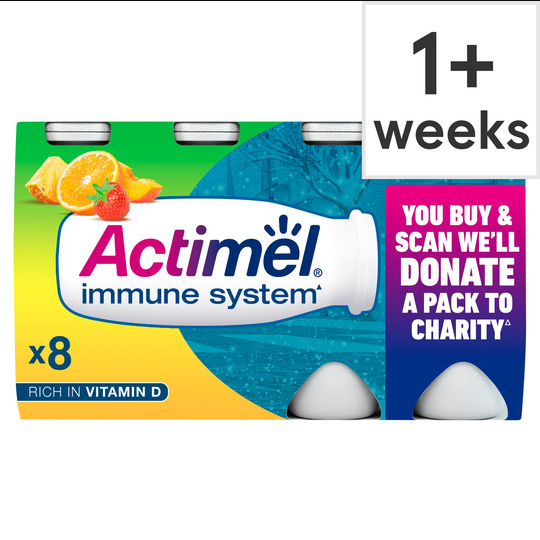 1+
weeks
Actimel®
immune system▵
x8
RICH IN VITAMIN D
YOU BUY &
SCAN WE'LL
DONATE
A PACK TO
CHARITY△